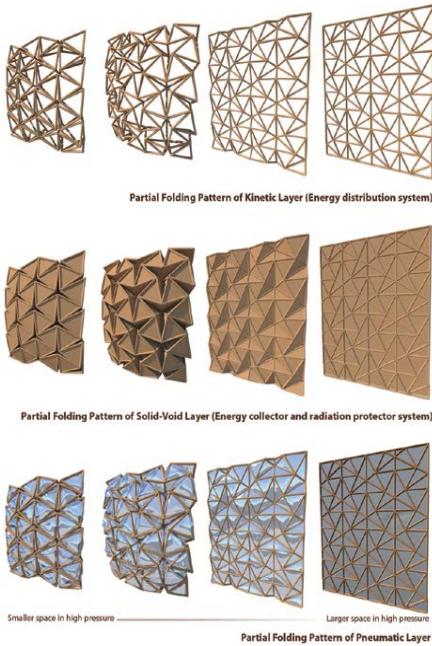 Partial Folding Pattern of Kinetic Layer (Energy distribution system)
Partial Folding Pattern of Solid-Void Layer (Energy collector and radiation protector system)
Smaller space in high pressure
Larger space in high pressure
Partial Folding Pattern of Pneumatic Layer